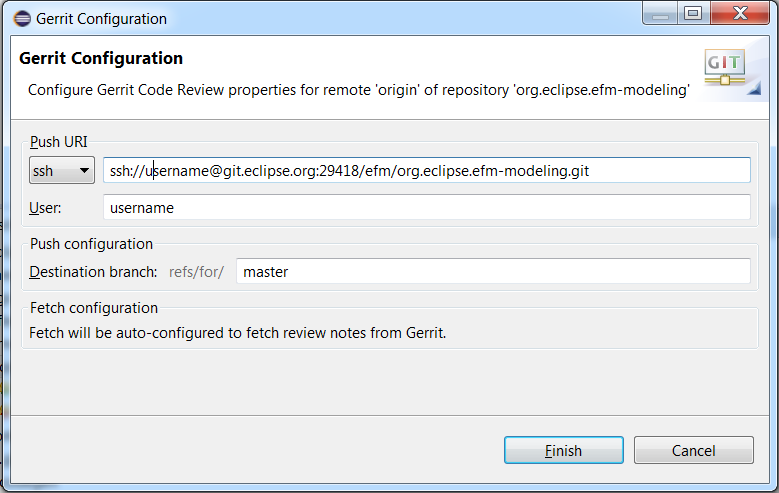 Gerrit Configuration
Gerrit Configuration
Configure Gerrit Code Review properties for remote 'origin' of repository 'org.eclipse.efm-modeling'
GIT
Push URI
ssh ssh://username@git.eclipse.org:29418/efm/org.eclipse.efm-modeling.git
User: username
Push configuration
Destination branch: refs/for/ master
Fetch configuration
Fetch will be auto-configured to fetch review notes from Gerrit.
Finish Cancel